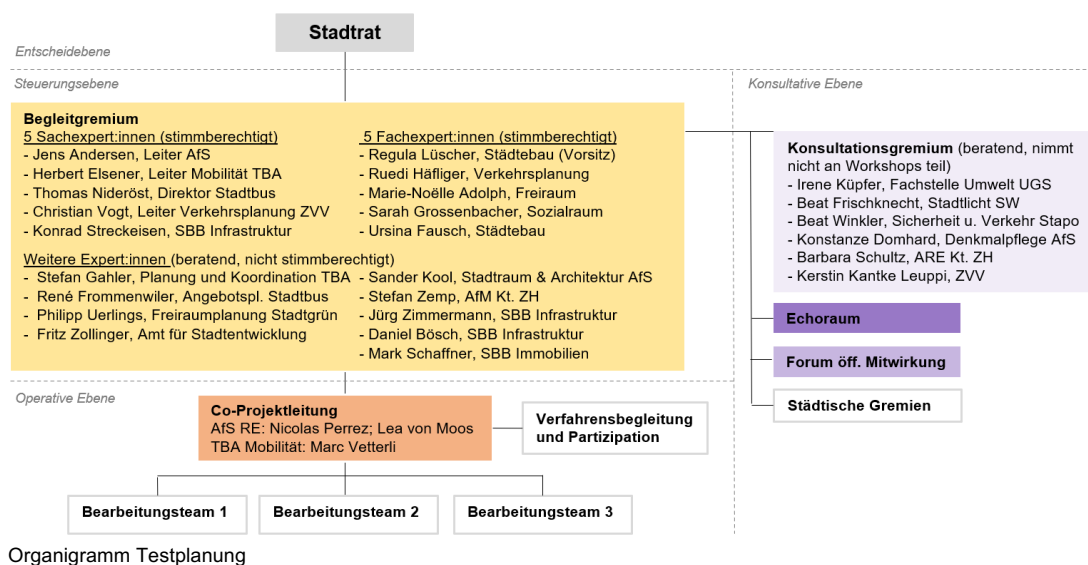 Stadtrat
Entscheidebene
Steuerungsebene
Konsultative Ebene
Begleitgremium
5 Sachexpert:innen (stimmberechtigt)
- Jens Andersen, Leiter AfS
- Herbert Elsener, Leiter Mobilität TBA
- Thomas Nideröst, Direktor Stadtbus
- Christian Vogt, Leiter Verkehrsplanung ZVV
- Konrad Streckeisen, SBB Infrastruktur
5 Fachexpert:innen (stimmberechtigt)
- Regula Lüscher, Städtebau (Vorsitz)
- Ruedi Häfliger, Verkehrsplanung
- Marie-Noëlle Adolph, Freiraum
- Sarah Grossenbacher, Sozialraum
- Ursina Fausch, Städtebau
Weitere Expert:innen (beratend, nicht stimmberechtigt)
- Stefan Gahler, Planung und Koordination TBA
- René Frommenwiler, Angebotspl. Stadtbus
- Philipp Uerlings, Freiraumplanung Stadtgrün
- Fritz Zollinger, Amt für Stadtentwicklung
- Sander Kool, Stadtraum & Architektur AfS
- Stefan Zemp, AfM Kt. ZH
- Jürg Zimmermann, SBB Infrastruktur
- Daniel Bösch, SBB Infrastruktur
- Mark Schaffner, SBB Immobilien
Konsultationsgremium (beratend, nimmt
nicht an Workshops teil)
- Irene Küpfer, Fachstelle Umwelt UGS
- Beat Frischknecht, Stadtlicht SW
- Beat Winkler, Sicherheit u. Verkehr Stapo
- Konstanze Domhard, Denkmalpflege AfS
- Barbara Schultz, ARE Kt. ZH
- Kerstin Kantke Leuppi, ZVV
Echoraum
Forum öff. Mitwirkung
Städtische Gremien
Operative Ebene
Co-Projektleitung
AfS RE: Nicolas Perrez; Lea von Moos
TBA Mobilität: Marc Vetterli
Verfahrensbegleitung
und Partizipation
Bearbeitungsteam 1
Bearbeitungsteam 2
Bearbeitungsteam 3
Organigramm Testplanung